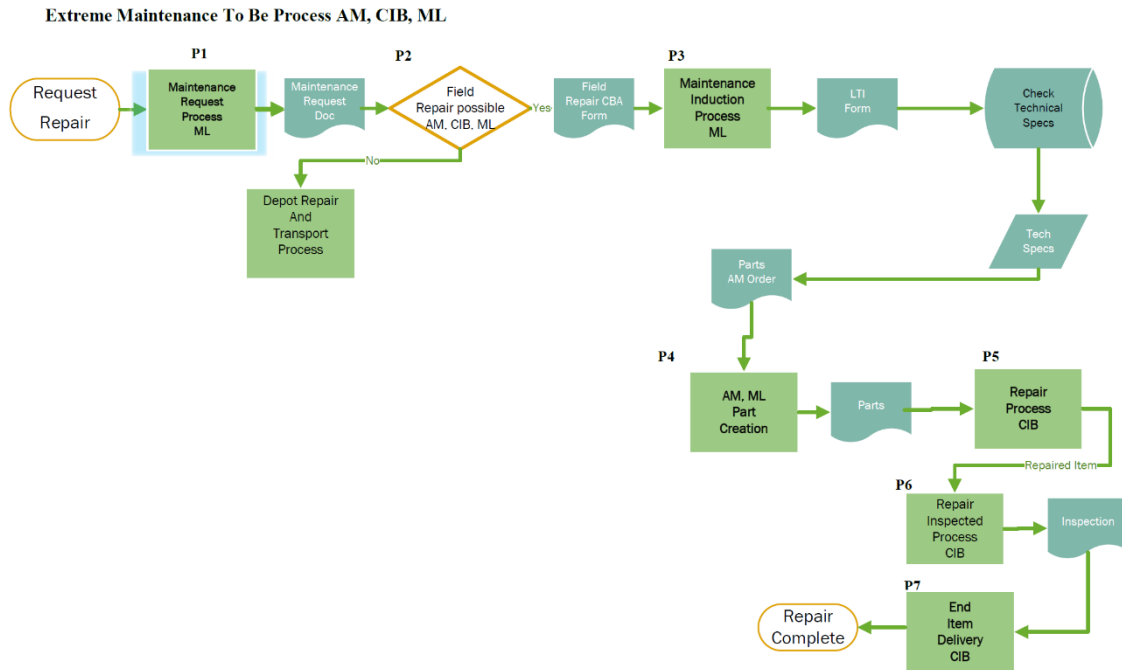 Extreme Maintenance To Be Process AM, CIB, ML
P1
P2
P3
Request
Repair
Maintenance
Request
Process
ML
Maintenance
Request
Doc
Field
Repair possible
AM, CIB, ML
Yes
Field
Repair CBA
Form
Maintenance
Induction
Process
ML
LTI
Form
Check
Technical
Specs
No
Depot Repair
And
Transport
Process
Tech
Specs
Parts
AM Order
P4
P5
AM, ML
Part
Creation
Parts
Repair
Process
CIB
Repaired Item
P6
Repair
Inspected
Process
CIB
Inspection
P7
End
Item
Delivery
CIB
Repair
Complete